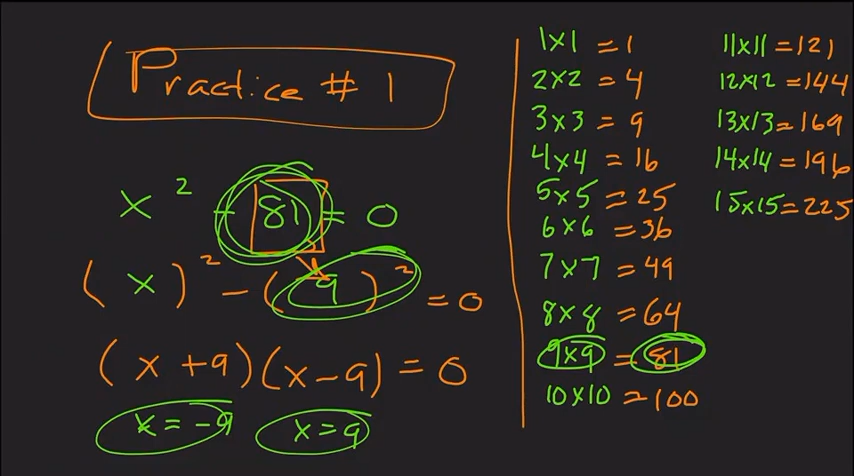 Practice # 1
x² - 81 = 0
(x)² - (9)² = 0
(x + 9)(x - 9) = 0
x = -9 x = 9
1x1 = 1
2x2 = 4
3x3 = 9
4x4 = 16
5x5 = 25
6x6 = 36
7x7 = 49
8x8 = 64
9x9 = 81
10x10 = 100
11x11 = 121
12x12 = 144
13x13 = 169
14x14 = 196
15x15 = 225